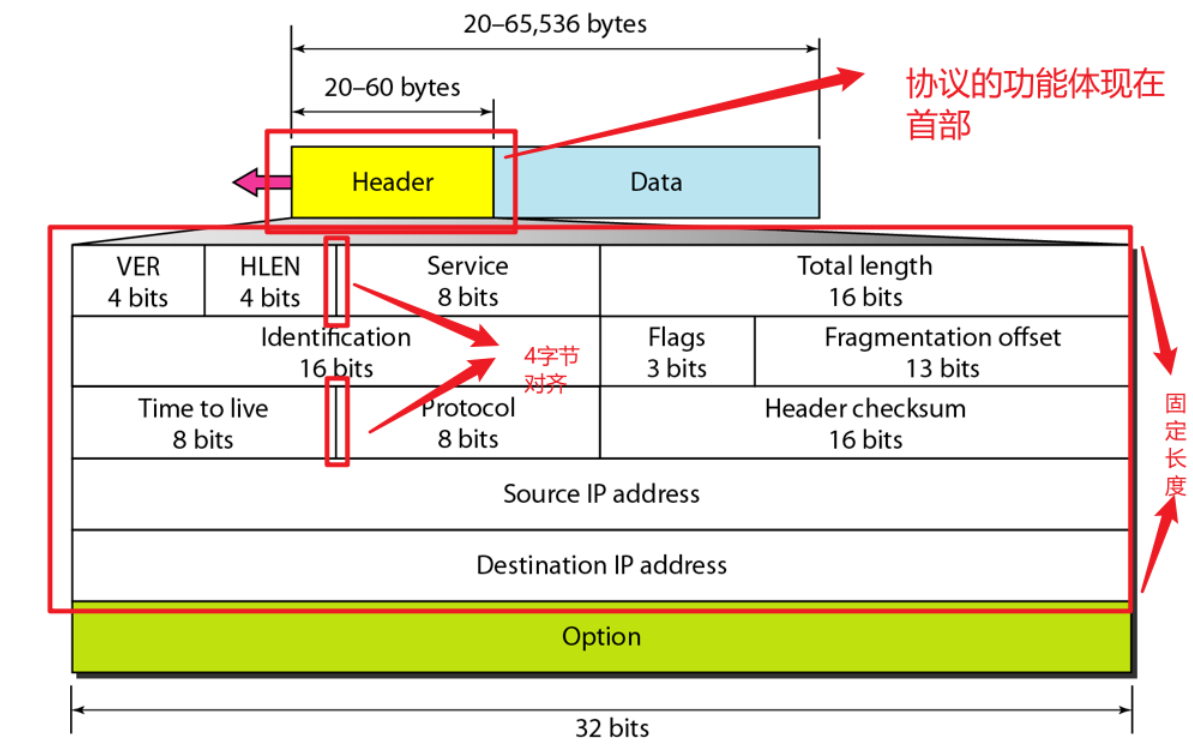 20–65,536 bytes
20–60 bytes
协议的功能体现在
首部
Header
Data
VER
4 bits
HLEN
4 bits
Service
8 bits
Total length
16 bits
Identification
16 bits
Flags
3 bits
Fragmentation offset
13 bits
4字节
对齐
Time to live
8 bits
Protocol
8 bits
Header checksum
16 bits
固
定
长
度
Source IP address
Destination IP address
Option
32 bits